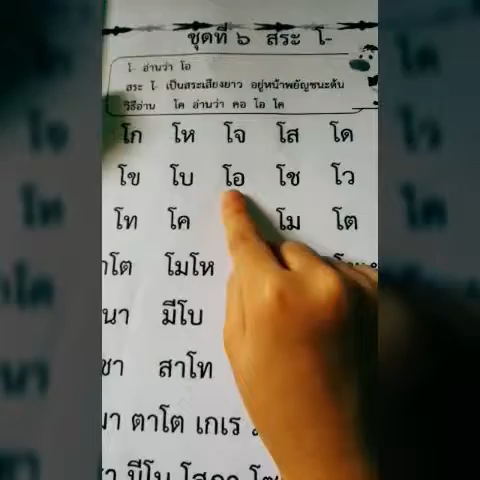 ชุดที่ ๖ สระ โ-
โ- อ่านว่า โอ
สระ โ- เป็นสระเสียงยาว อยู่หน้าพยัญชนะต้น
วิธีอ่าน โค อ่านว่า คอ โอ โค
โก โห โจ โส โด
โข โบ โอ โช โว
โท โค โม โต
โมโห
มีโบ
สาโท
ตาโต เกเร